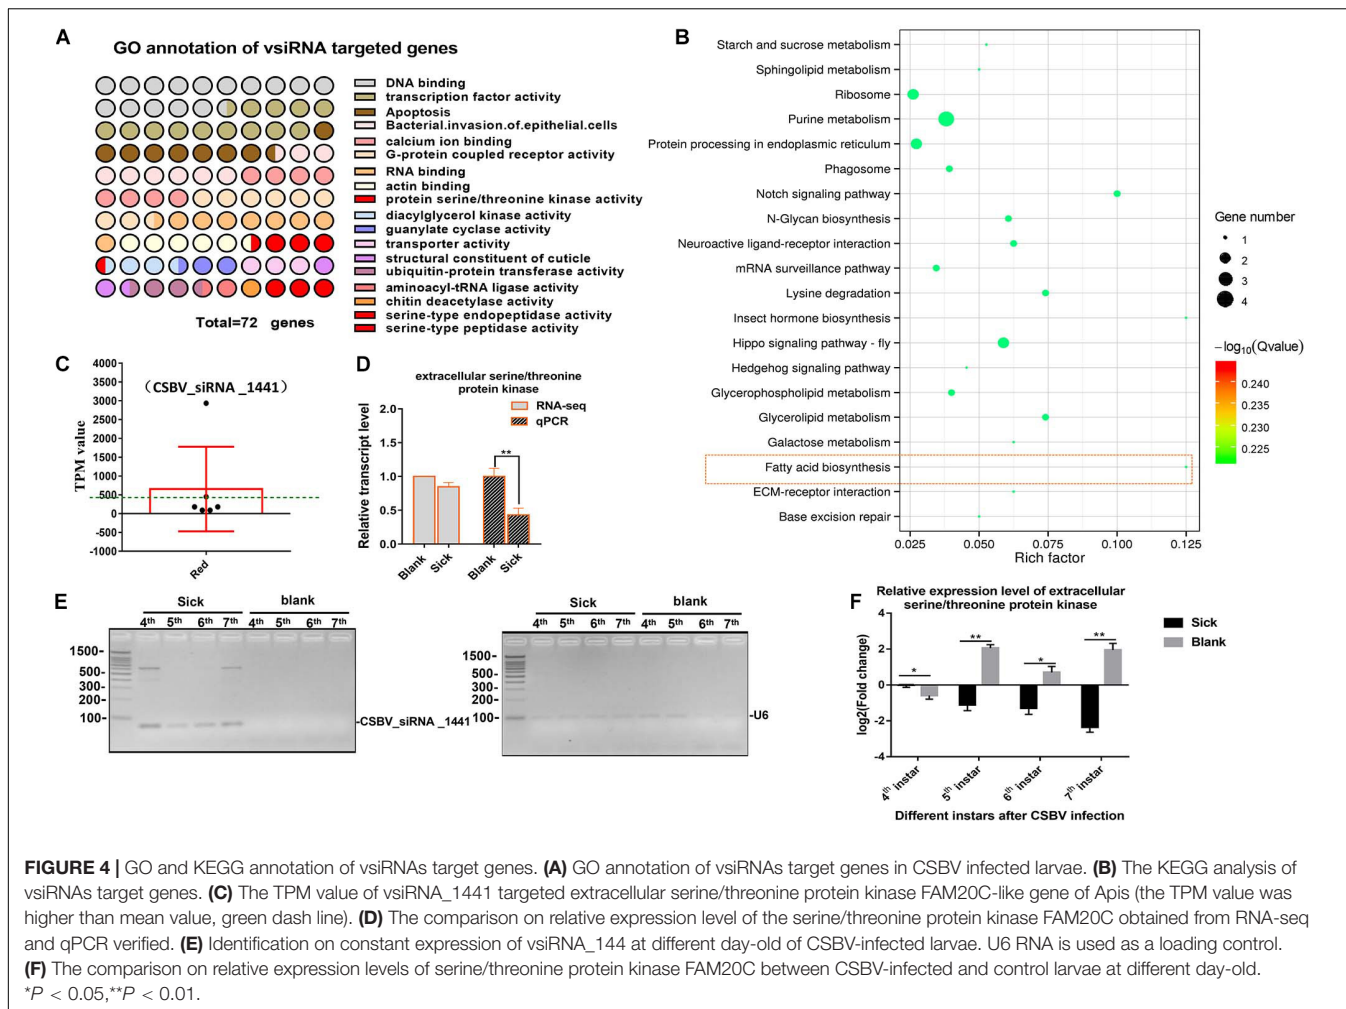 A
GO annotation of vsiRNA targeted genes
DNA binding
transcription factor activity
Apoptosis
Bacterial.invasion.of.epithelial.cells
calcium ion binding
G-protein coupled receptor activity
RNA binding
actin binding
protein serine/threonine kinase activity
diacylglycerol kinase activity
guanylate cyclase activity
transporter activity
structural constituent of cuticle
ubiquitin-protein transferase activity
aminoacyl-tRNA ligase activity
chitin deacetylase activity
serine-type endopeptidase activity
serine-type peptidase activity
Total=72 genes
B
Starch and sucrose metabolism
Sphingolipid metabolism
Ribosome
Purine metabolism
Protein processing in endoplasmic reticulum
Phagosome
Notch signaling pathway
N-Glycan biosynthesis
Neuroactive ligand-receptor interaction
mRNA surveillance pathway
Lysine degradation
Insect hormone biosynthesis
Hippo signaling pathway - fly
Hedgehog signaling pathway
Glycerophospholipid metabolism
Glycerolipid metabolism
Galactose metabolism
Fatty acid biosynthesis
ECM-receptor interaction
Base excision repair
0.025 0.050 0.075 0.100 0.125
Rich factor
Gene number
1
2
3
4
−log10(Qvalue)
0.240
0.235
0.230
0.225
C
(CSBV_siRNA _1441)
TPM value
4000
3500
3000
2500
2000
1500
1000
500
0
-500
-1000
Red
D
extracellular serine/threonine
protein kinase
RNA-seq
qPCR
Relative transcript level
2.0
1.5
1.0
0.5
0.0
**
Blank Sick Blank Sick
E
Sick blank
4th 5th 6th 7th 4th 5th 6th 7th
1500-
500-
300-
200-
100-
-CSBV_siRNA _1441
Sick blank
4th 5th 6th 7th 4th 5th 6th 7th
1500-
500-
300-
200-
100-
-U6
F
Relative expression level of extracellular
serine/threonine protein kinase
Sick
Blank
log2(Fold change)
4
2
0
-2
-4
* ** * **
4th instar 5th instar 6th instar 7th instar
Different instars after CSBV infection
FIGURE 4 | GO and KEGG annotation of vsiRNAs target genes. (A) GO annotation of vsiRNAs target genes in CSBV infected larvae. (B) The KEGG analysis of
vsiRNAs target genes. (C) The TPM value of vsiRNA_1441 targeted extracellular serine/threonine protein kinase FAM20C-like gene of Apis (the TPM value was
higher than mean value, green dash line). (D) The comparison on relative expression level of the serine/threonine protein kinase FAM20C obtained from RNA-seq
and qPCR verified. (E) Identification on constant expression of vsiRNA_144 at different day-old of CSBV-infected larvae. U6 RNA is used as a loading control.
(F) The comparison on relative expression levels of serine/threonine protein kinase FAM20C between CSBV-infected and control larvae at different day-old.
*P < 0.05,**P < 0.01.